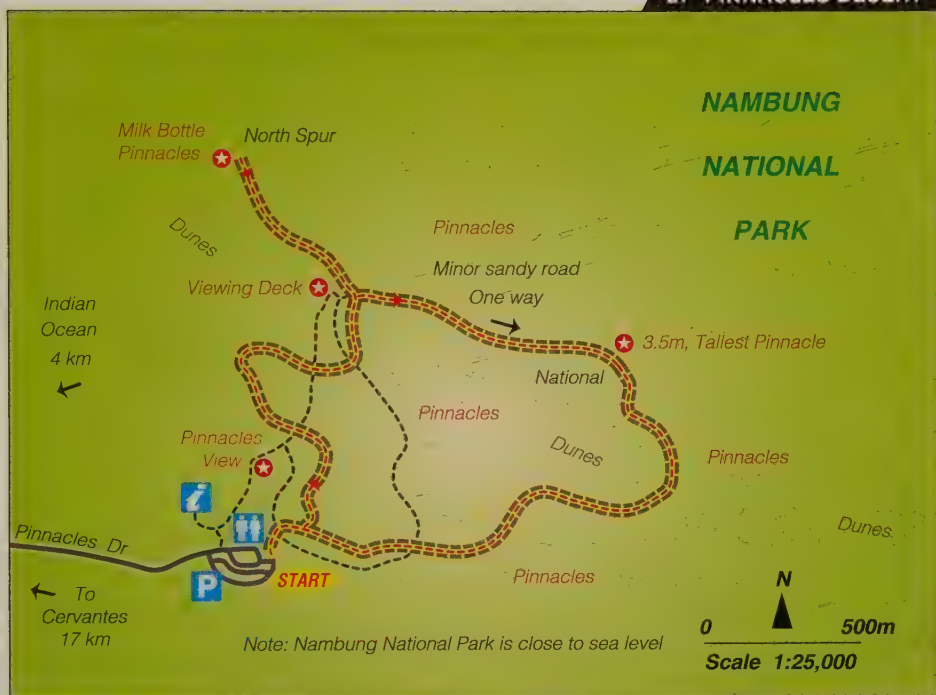 NAMBUNG
NATIONAL
PARK
Milk Bottle
Pinnacles
North Spur
Dunes
Pinnacles
Minor sandy road
One way
Viewing Deck
Indian
Ocean
4 km
3.5m, Tallest Pinnacle
National
Pinnacles
Dunes
Pinnacles
Pinnacles
View
i
Pinnacles Dr
P
START
Pinnacles
Dunes
To
Cervantes
17 km
Note: Nambung National Park is close to sea level
N
0 500m
Scale 1:25,000